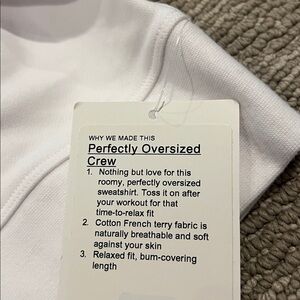 WHY WE MADE THIS
Perfectly Oversized
Crew
1. Nothing but love for this
roomy, perfectly oversized
sweatshirt. Toss it on after
your workout for that
time-to-relax fit
2. Cotton French terry fabric is
naturally breathable and soft
against your skin
3. Relaxed fit, bum-covering
length